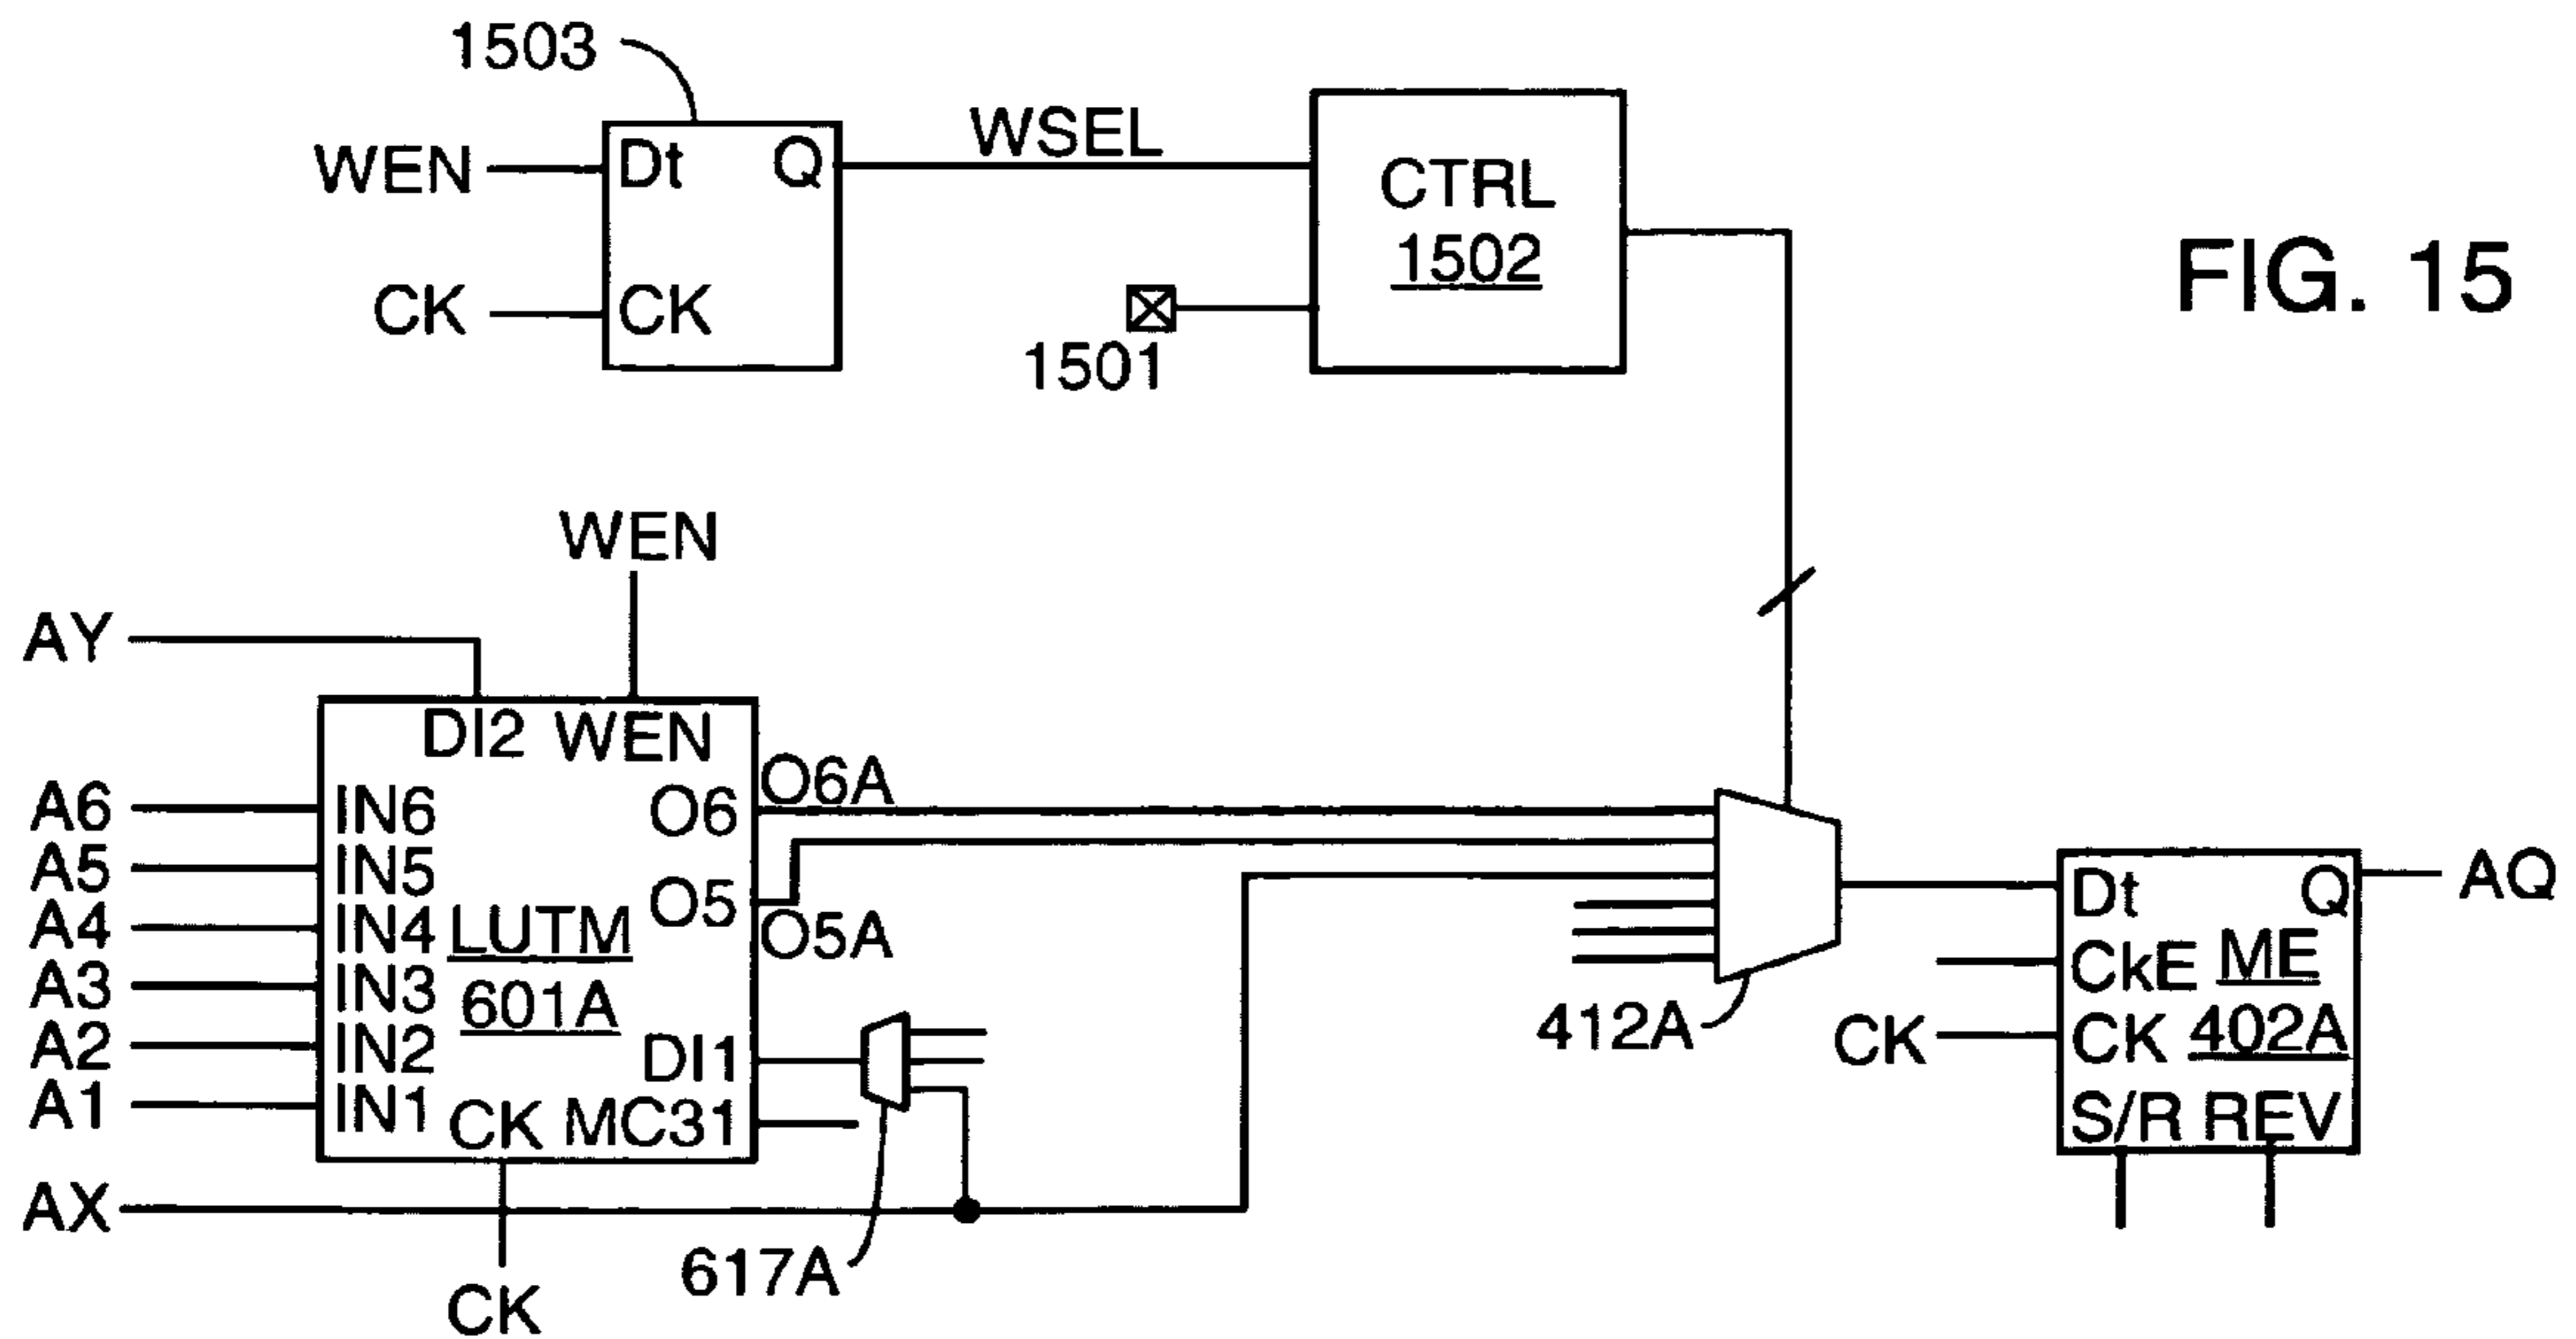 1503
WEN
Dt
Q
WSEL
CK
CK
CTRL
1502
1501
FIG. 15
WEN
AY
DI2
WEN
A6
IN6
O6
O6A
A5
IN5
A4
IN4
LUTM
O5
O5A
A3
IN3
601A
A2
IN2
DI1
A1
IN1
CK
MC31
AX
617A
CK
412A
Dt
Q
AQ
CkE
ME
CK
CK
402A
S/R
REV